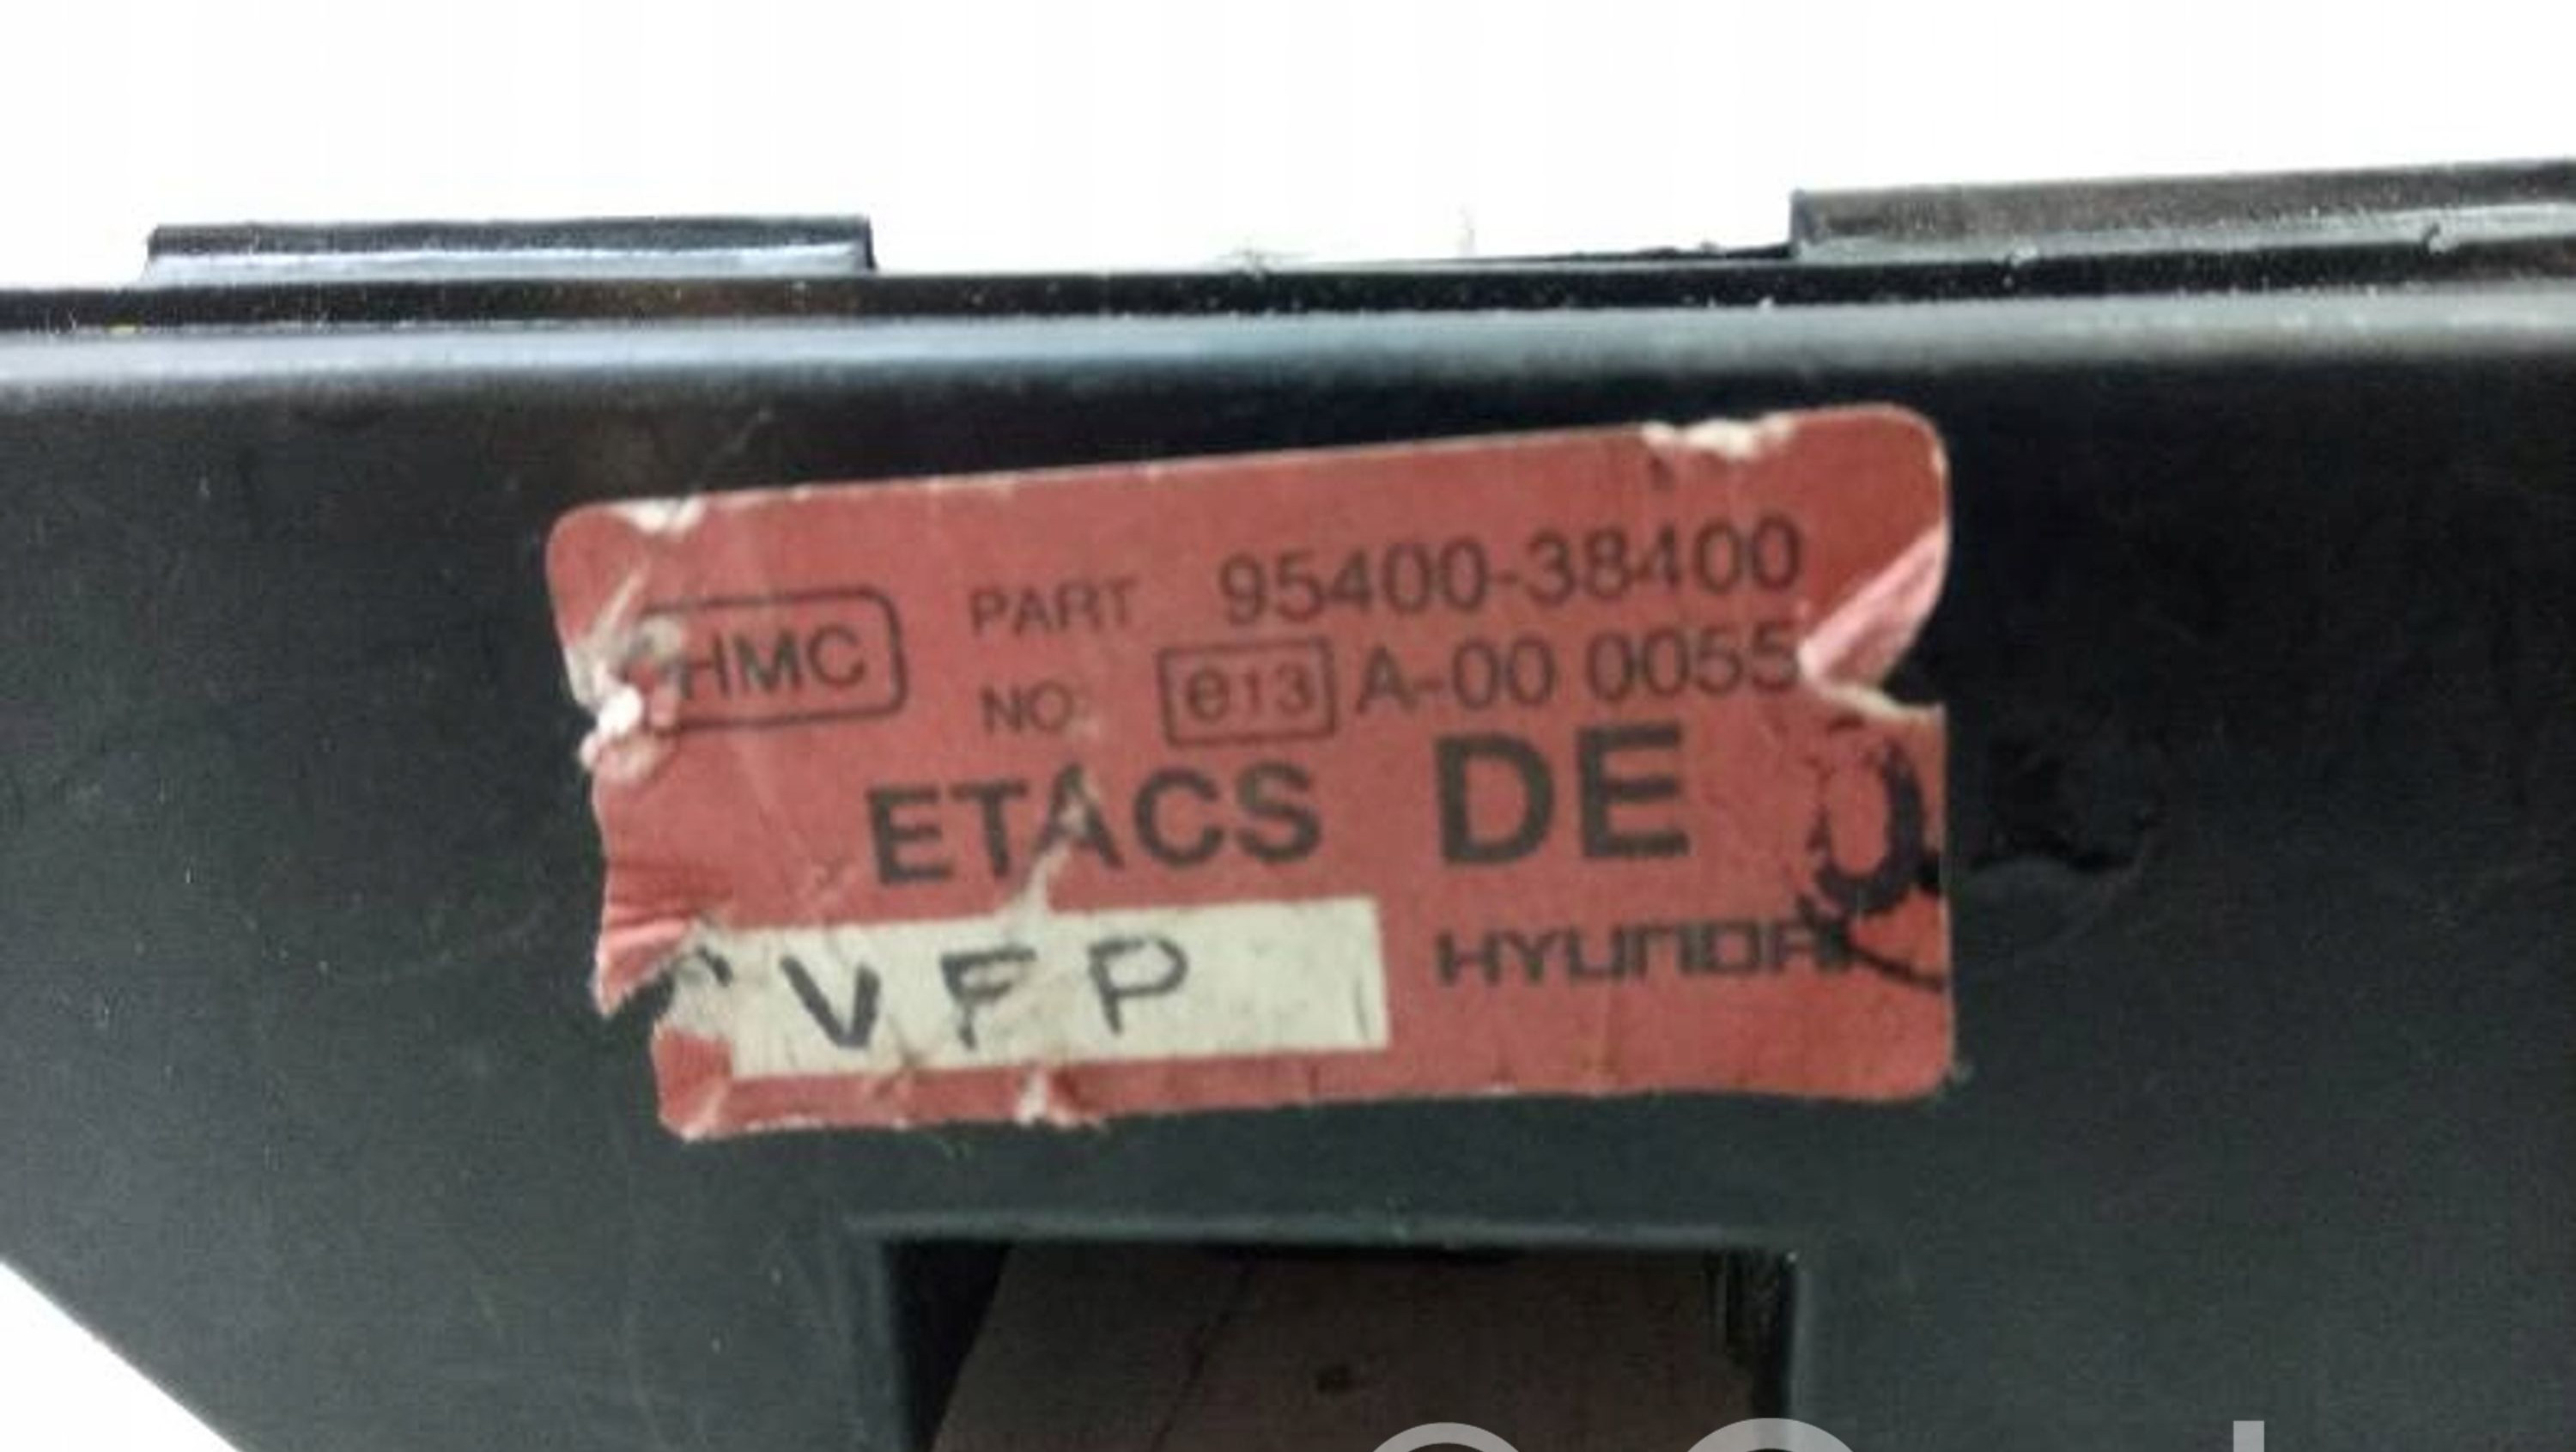 HMC PART 95400-38400
NO. e13 A-00 0055
ETACS DE
VFP HYUNDAI